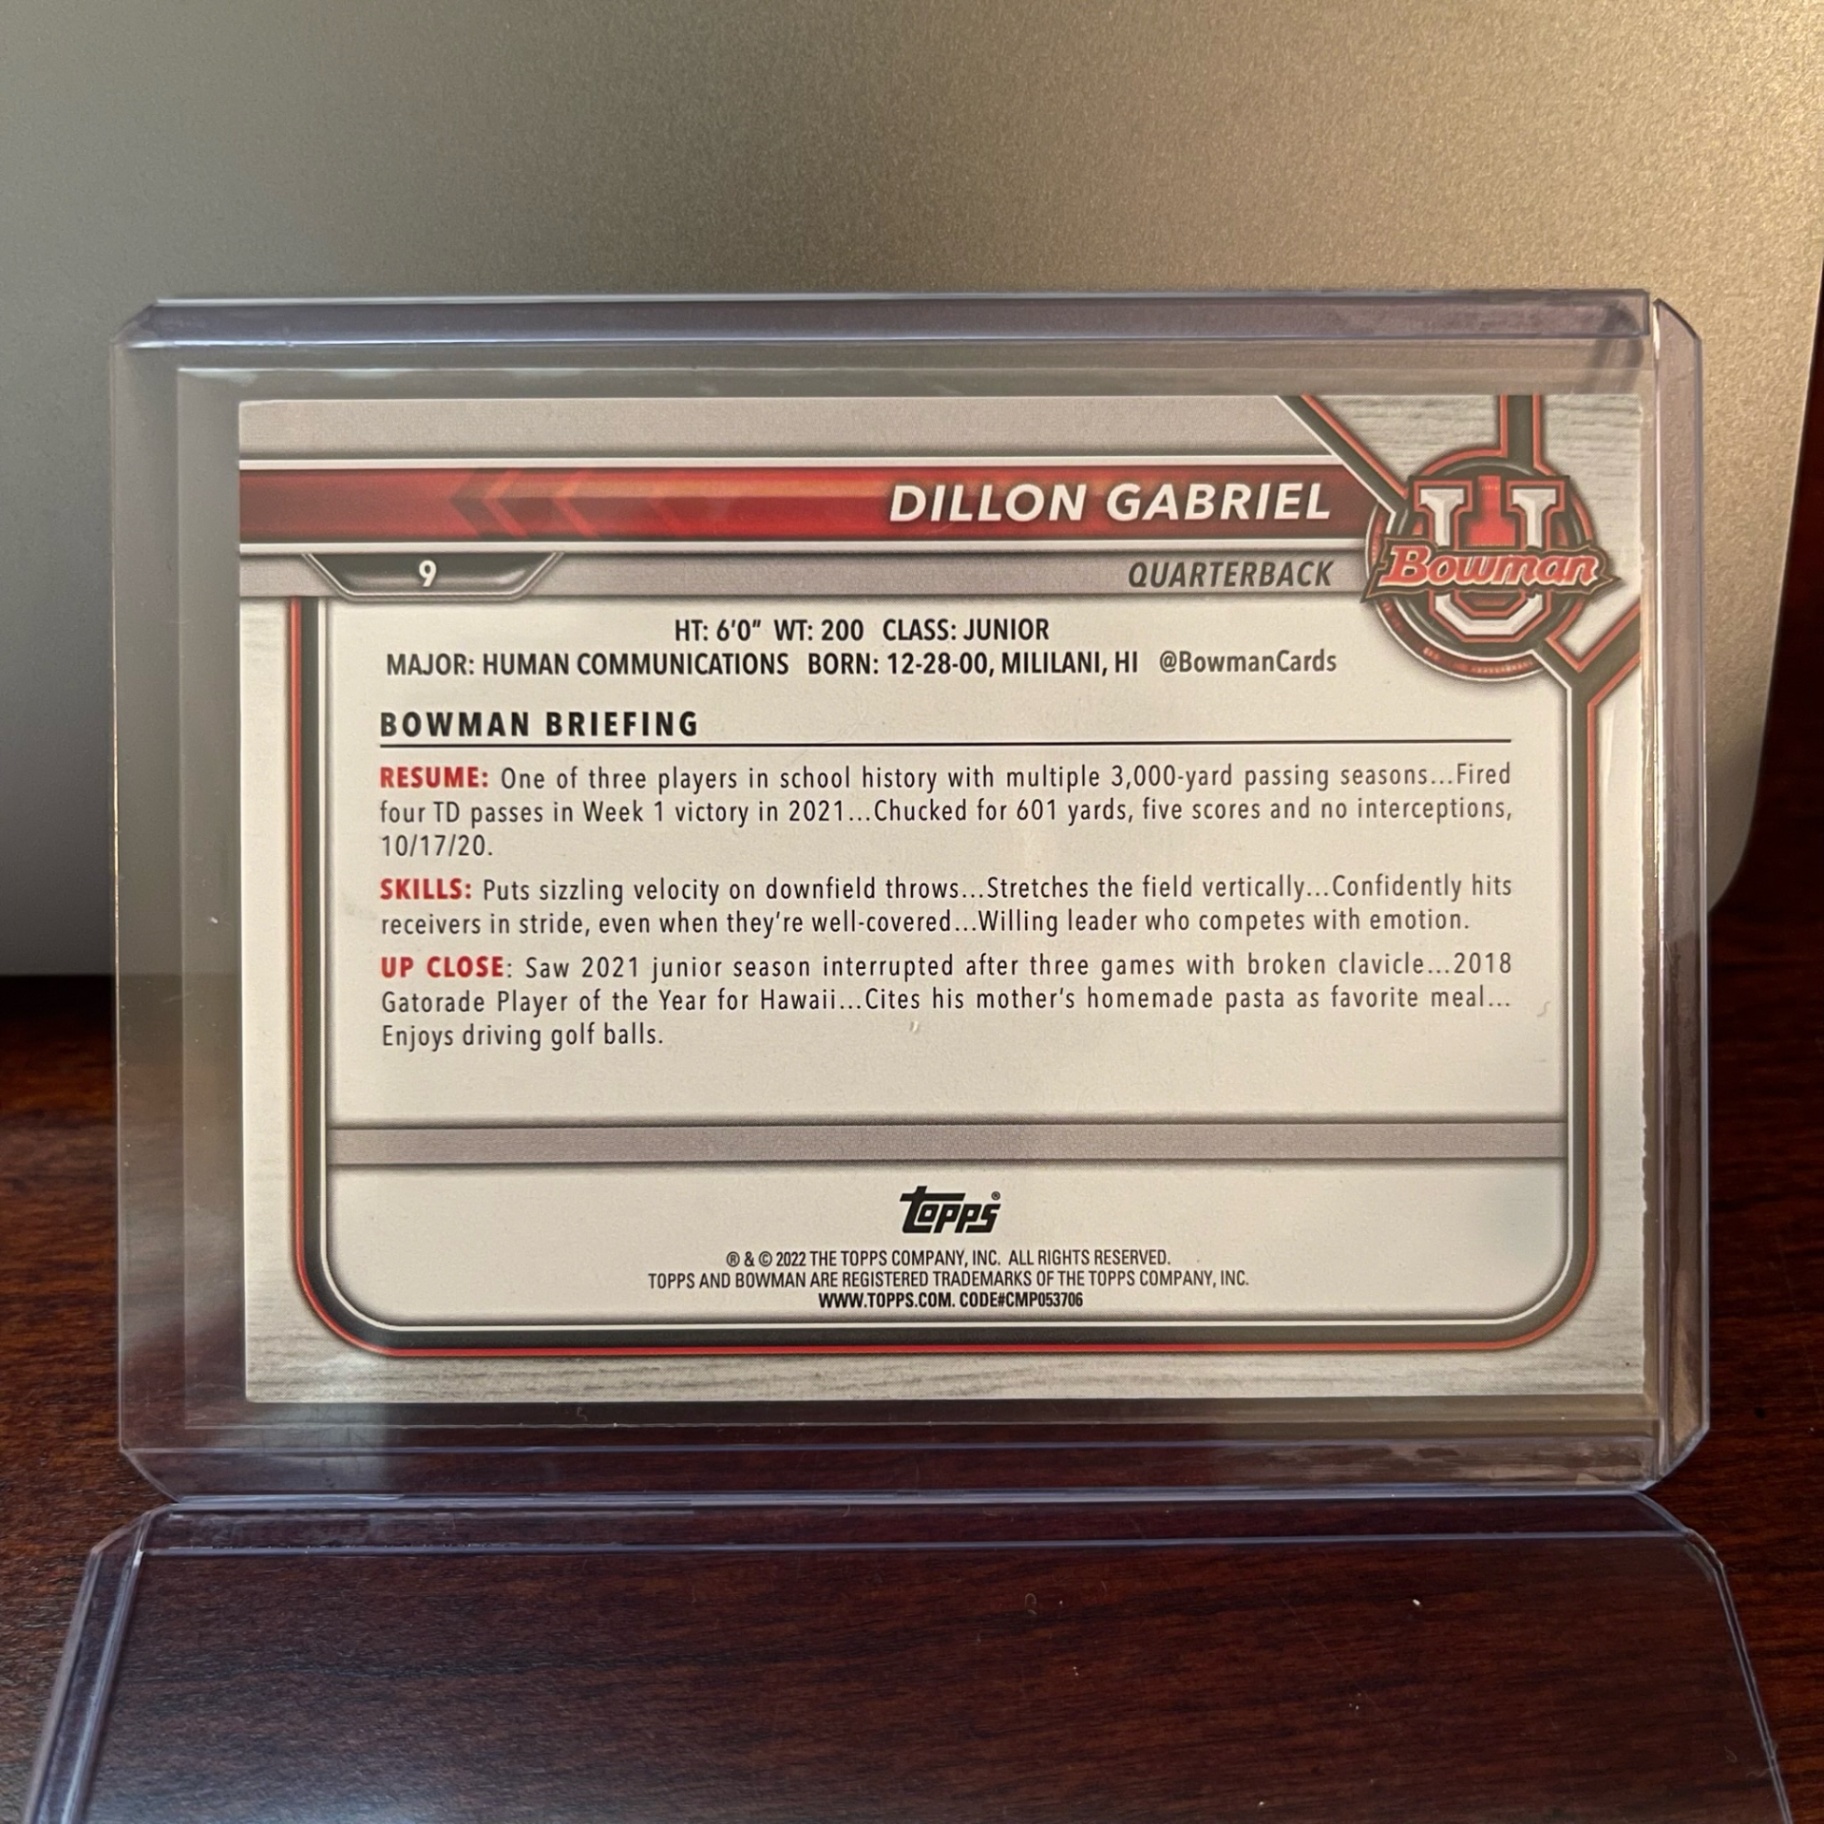 DILLON GABRIEL
9
QUARTERBACK
U
Bowman
HT: 6'0" WT: 200 CLASS: JUNIOR
MAJOR: HUMAN COMMUNICATIONS BORN: 12-28-00, MILILANI, HI @BowmanCards
BOWMAN BRIEFING
RESUME: One of three players in school history with multiple 3,000-yard passing seasons...Fired
four TD passes in Week 1 victory in 2021...Chucked for 601 yards, five scores and no interceptions,
10/17/20.
SKILLS: Puts sizzling velocity on downfield throws...Stretches the field vertically...Confidently hits
receivers in stride, even when they're well-covered...Willing leader who competes with emotion.
UP CLOSE: Saw 2021 junior season interrupted after three games with broken clavicle...2018
Gatorade Player of the Year for Hawaii...Cites his mother's homemade pasta as favorite meal...
Enjoys driving golf balls.
topps®
® & © 2022 THE TOPPS COMPANY, INC. ALL RIGHTS RESERVED.
TOPPS AND BOWMAN ARE REGISTERED TRADEMARKS OF THE TOPPS COMPANY, INC.
WWW.TOPPS.COM. CODE#CMP053706